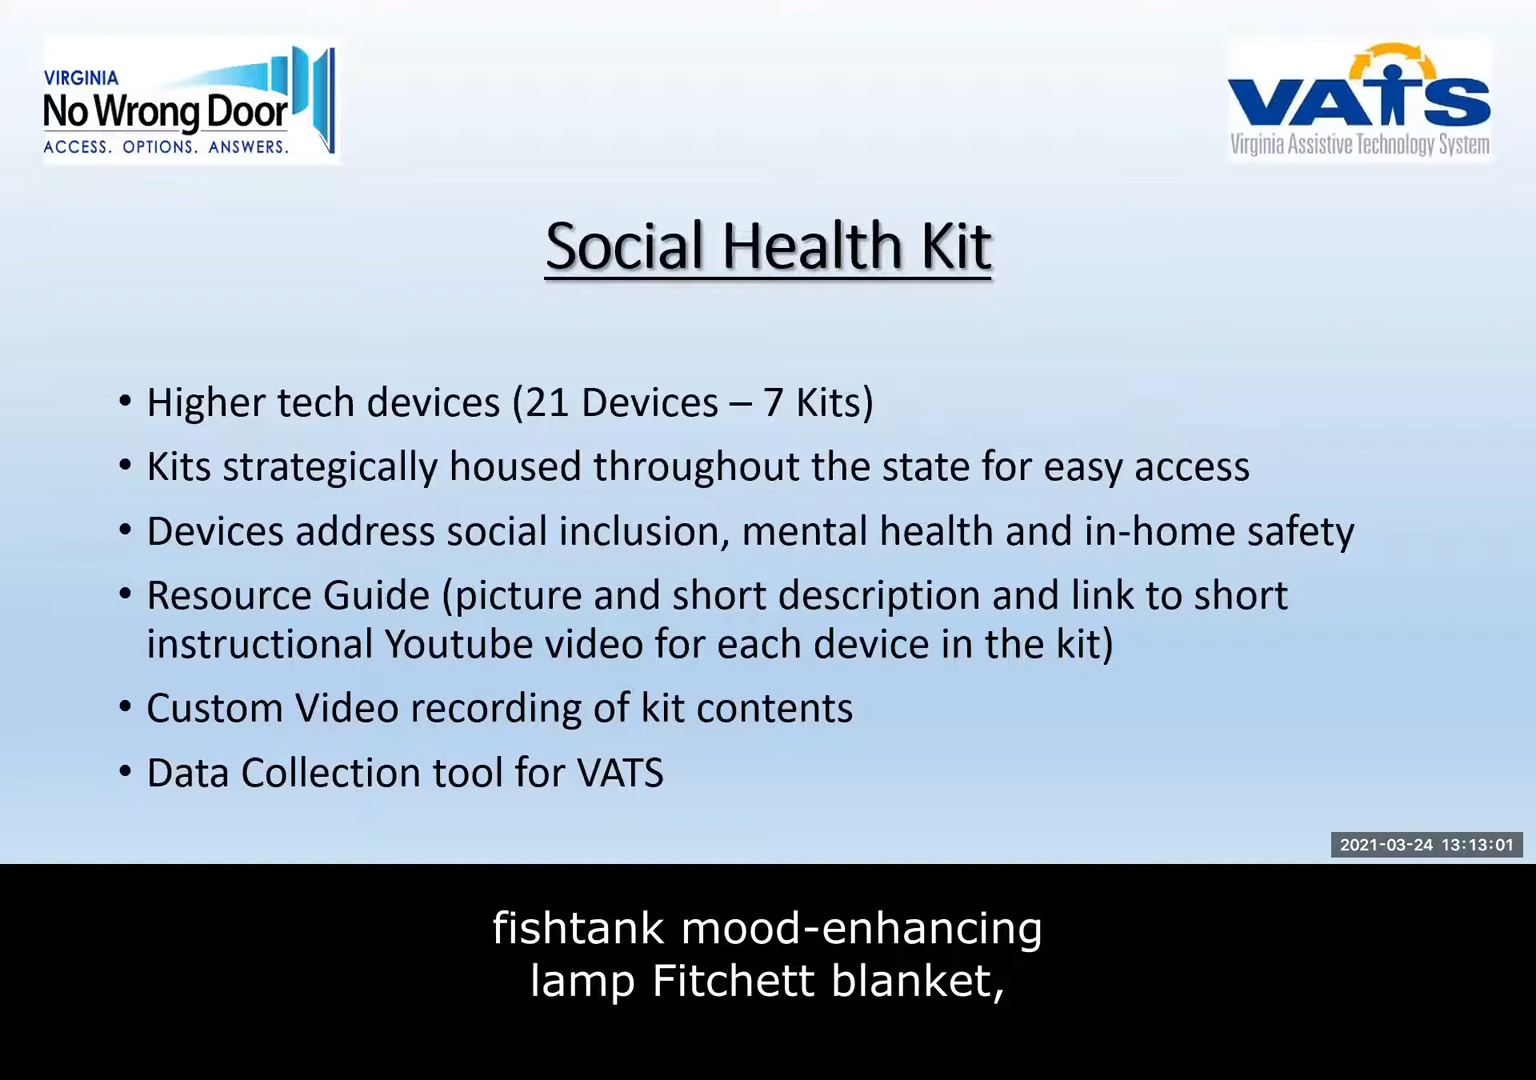 VIRGINIA
No Wrong Door
ACCESS. OPTIONS. ANSWERS.
VATS
Virginia Assistive Technology System
Social Health Kit
• Higher tech devices (21 Devices – 7 Kits)
• Kits strategically housed throughout the state for easy access
• Devices address social inclusion, mental health and in-home safety
• Resource Guide (picture and short description and link to short
instructional Youtube video for each device in the kit)
• Custom Video recording of kit contents
• Data Collection tool for VATS
2021-03-24 13:13:01
fishtank mood-enhancing
lamp Fitchett blanket,